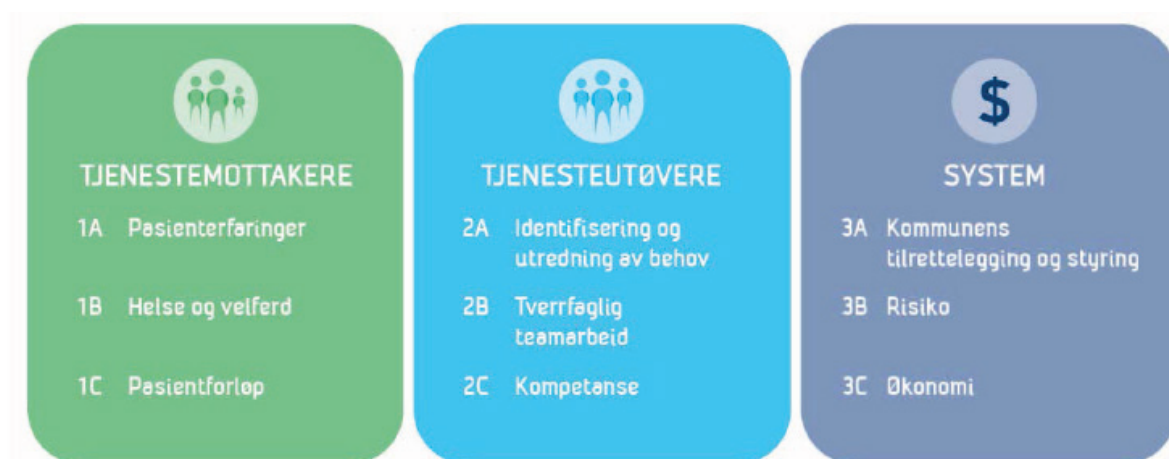 TJENESTEMOTTAKERE
1A Pasienterfaringer
1B Helse og velferd
1C Pasientforløp
TJENESTEUTØVERE
2A Identifisering og
utredning av behov
2B Tverrfaglig
teamarbeid
2C Kompetanse
$
SYSTEM
3A Kommunens
tilrettelegging og styring
3B Risiko
3C Økonomi